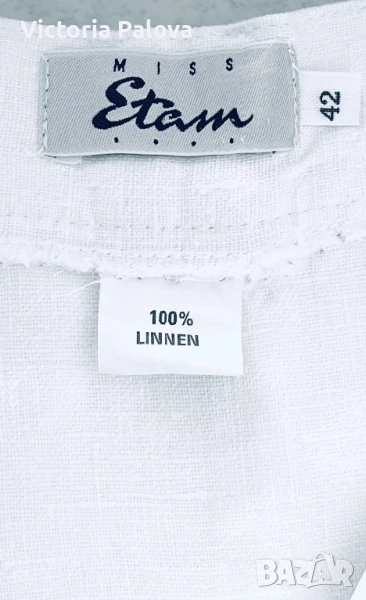 Victoria Palova
MISS
Etam
42
100%
LINNEN
BAZAR